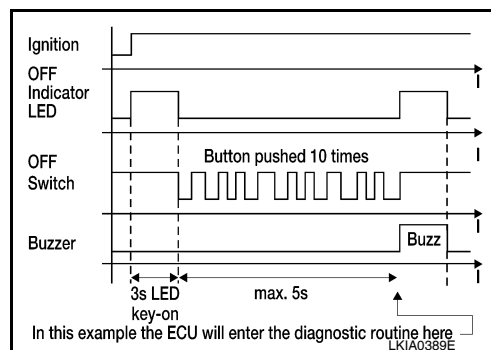 Ignition
OFF
Indicator
LED
OFF
Switch
Button pushed 10 times
Buzzer
Buzz
3s LED
key-on
max. 5s
In this example the ECU will enter the diagnostic routine here
LKIA0389E
I
I
I
I